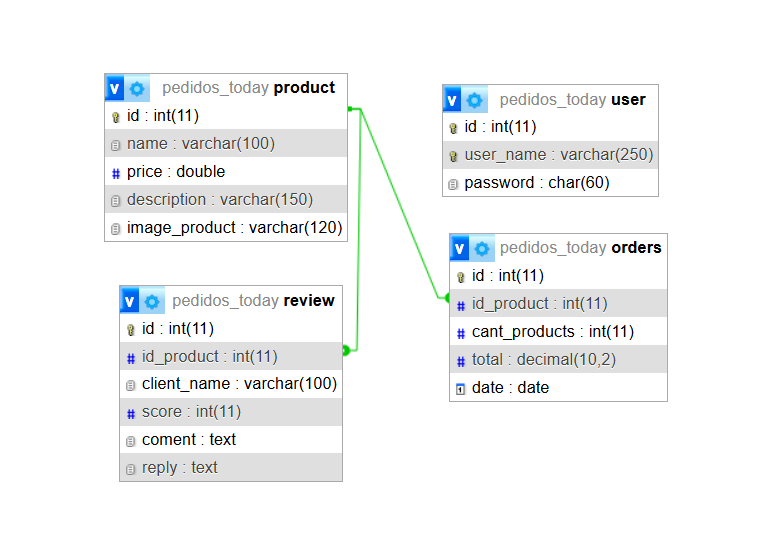 v pedidos_today product
id : int(11)
name : varchar(100)
# price : double
description : varchar(150)
image_product : varchar(120)
v pedidos_today user
id : int(11)
user_name : varchar(250)
password : char(60)
v pedidos_today orders
id : int(11)
# id_product : int(11)
# cant_products : int(11)
# total : decimal(10,2)
1 date : date
v pedidos_today review
id : int(11)
# id_product : int(11)
client_name : varchar(100)
# score : int(11)
coment : text
reply : text